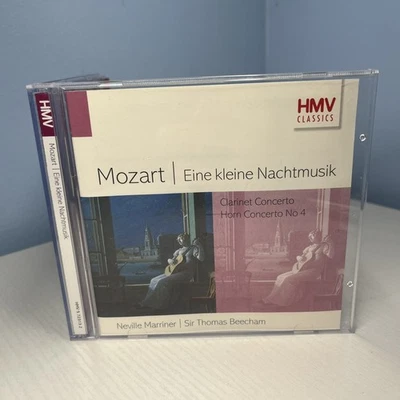 HMV
CLASSICS
Mozart | Eine kleine Nachtmusik
Clarinet Concerto
Horn Concerto No 4
Neville Marriner | Sir Thomas Beecham
HMV
Mozart | Eine kleine Nachtmusik